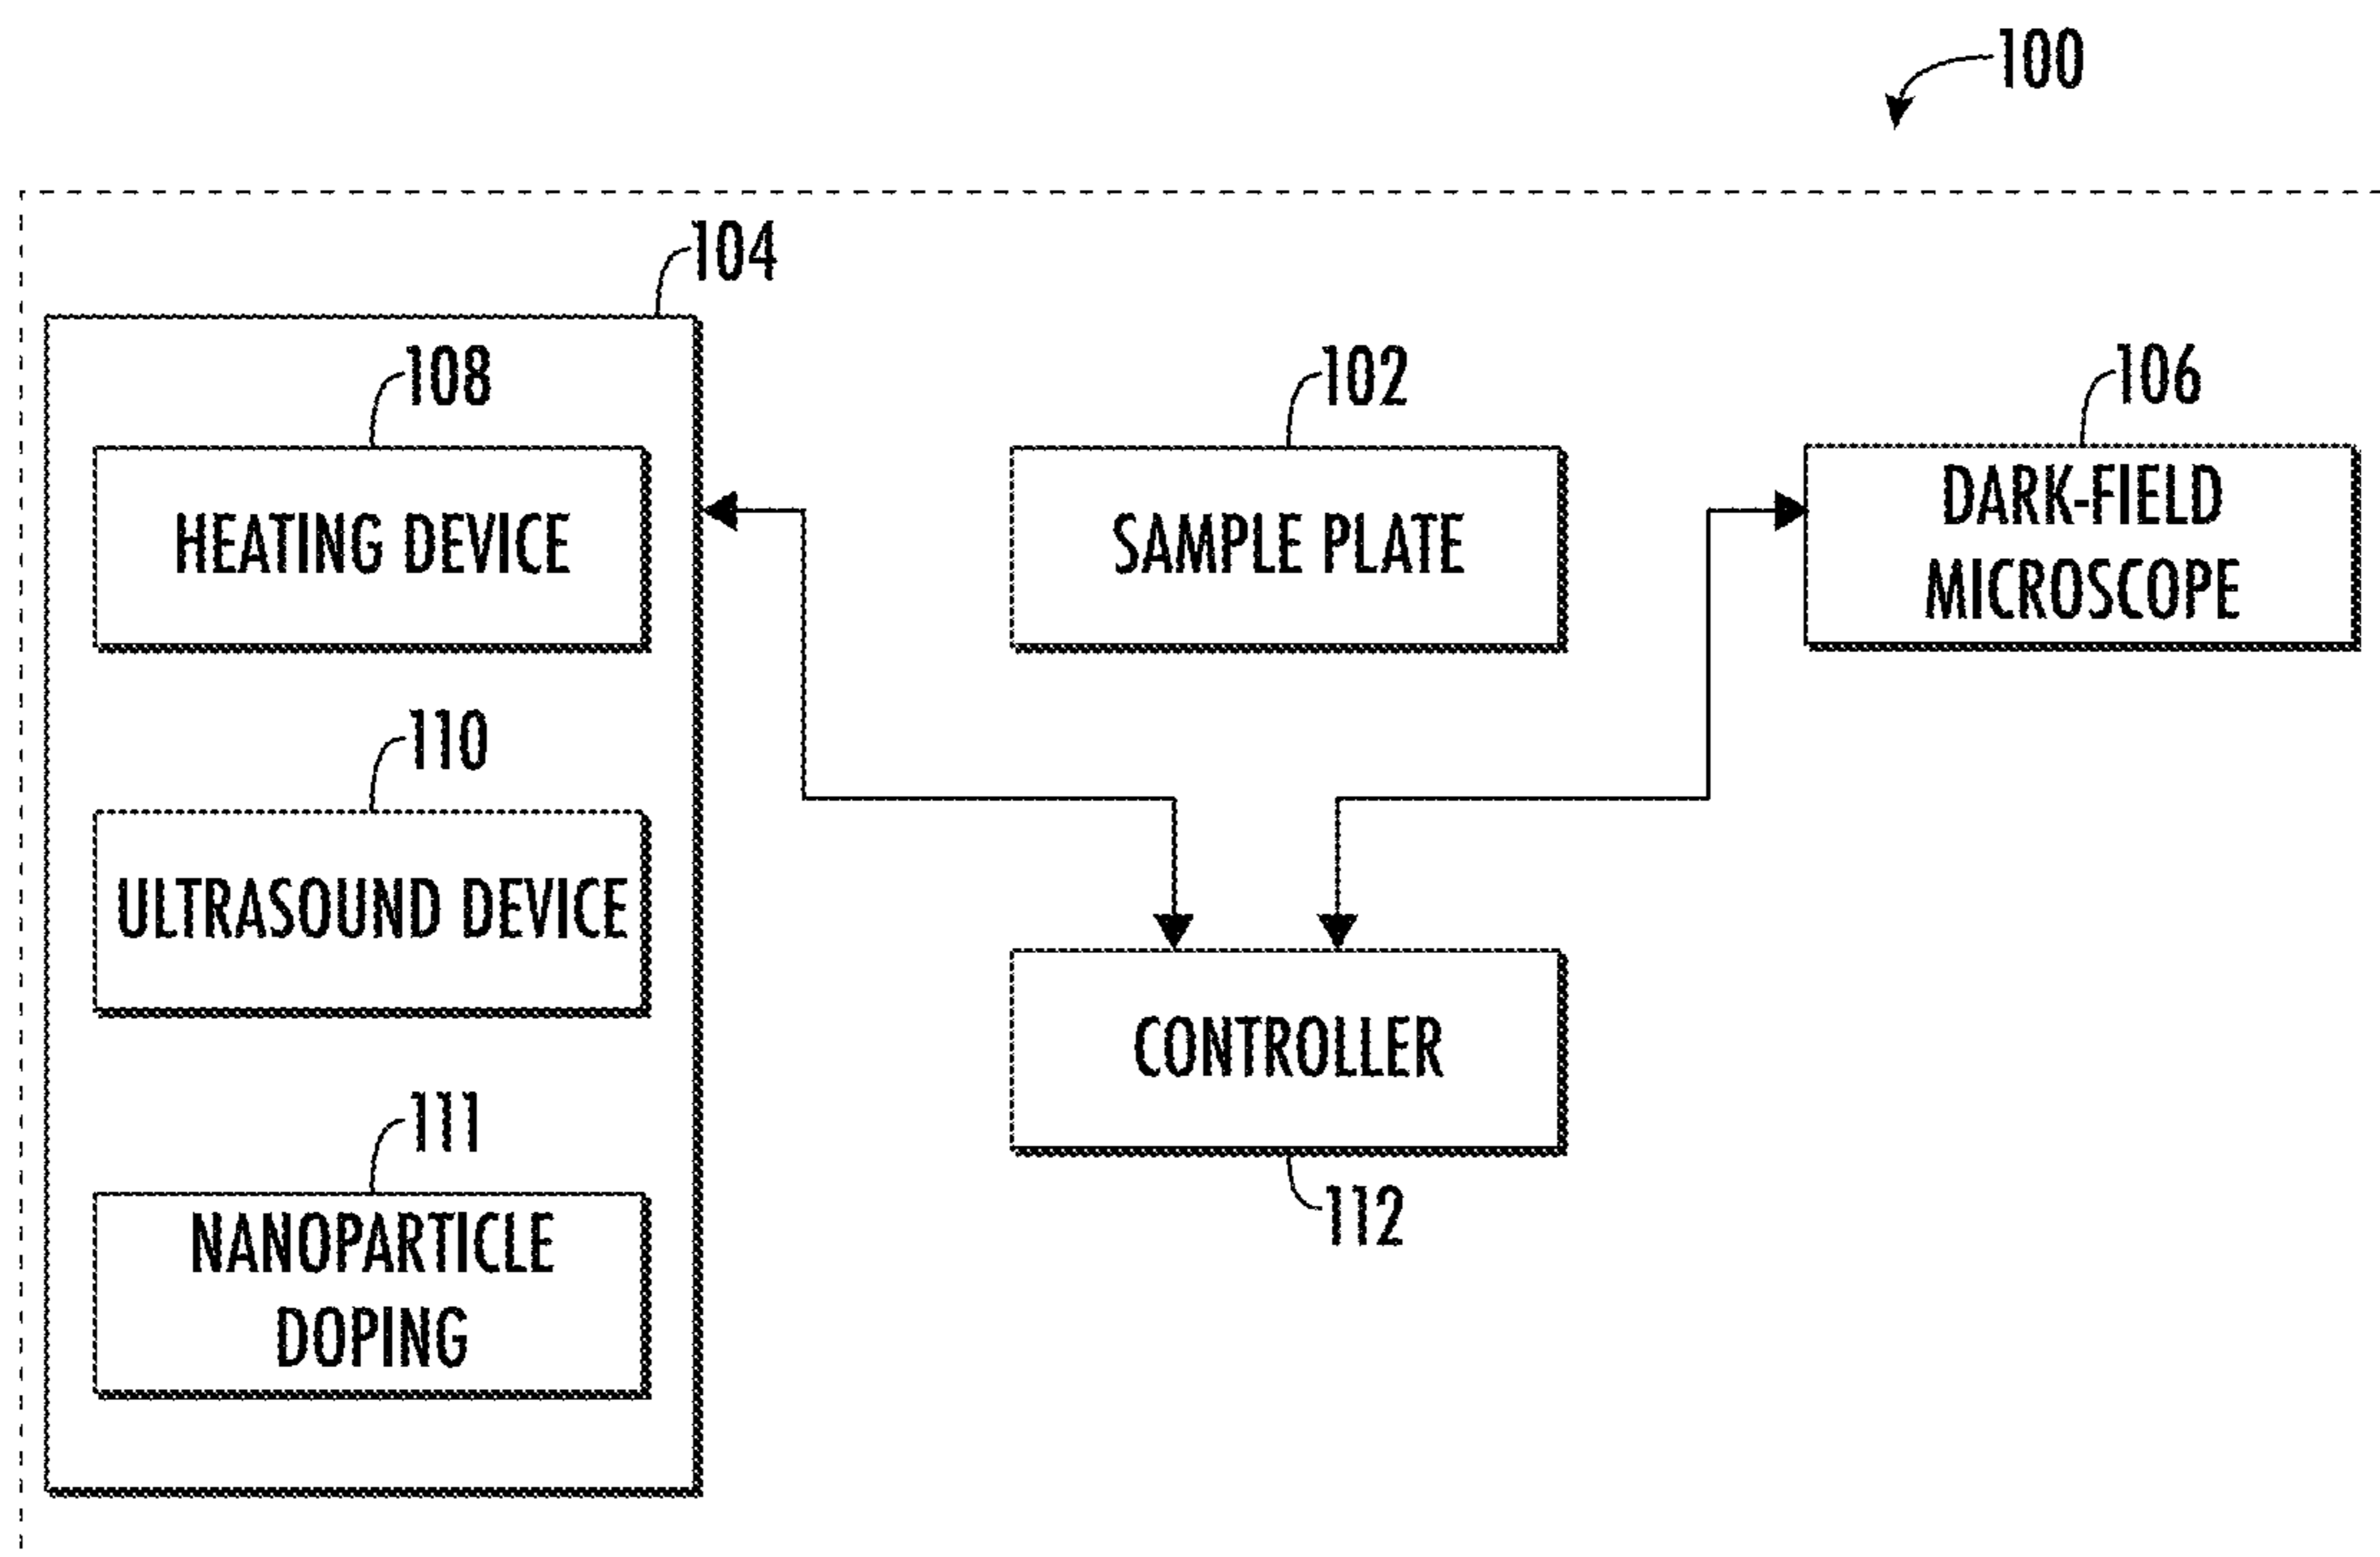 100
104
108
HEATING DEVICE
102
SAMPLE PLATE
106
DARK-FIELD
MICROSCOPE
110
ULTRASOUND DEVICE
111
NANOPARTICLE
DOPING
CONTROLLER
112